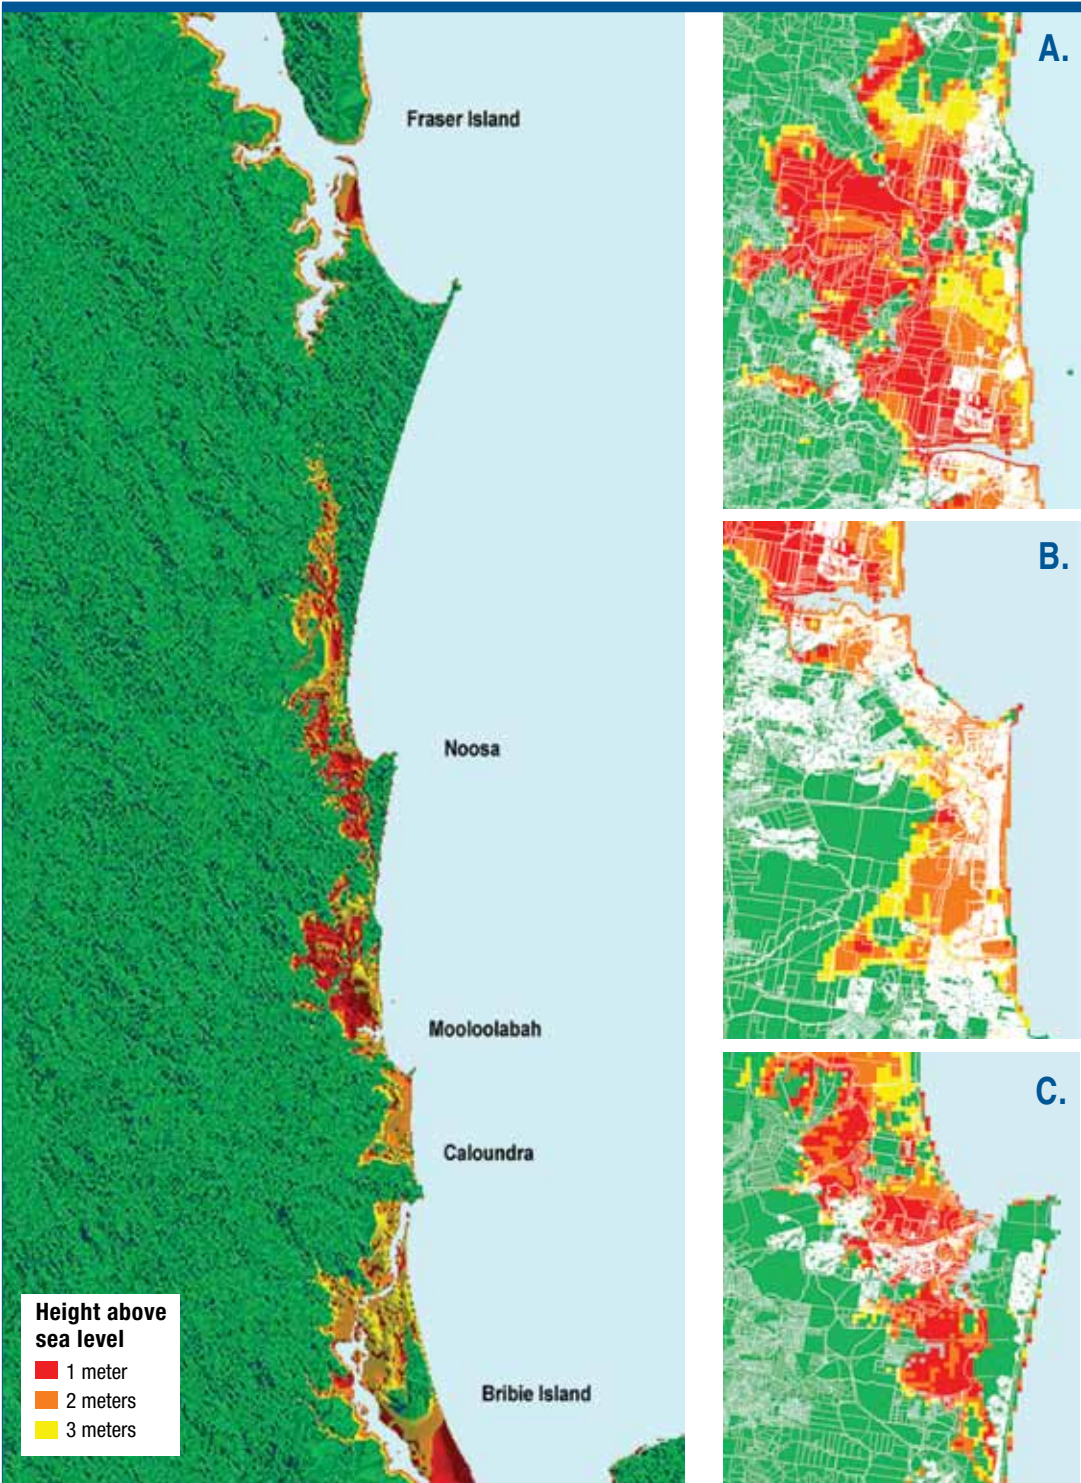 Fraser Island
Noosa
Mooloolabah
Caloundra
Bribie Island
Height above
sea level
1 meter
2 meters
3 meters
A.
B.
C.